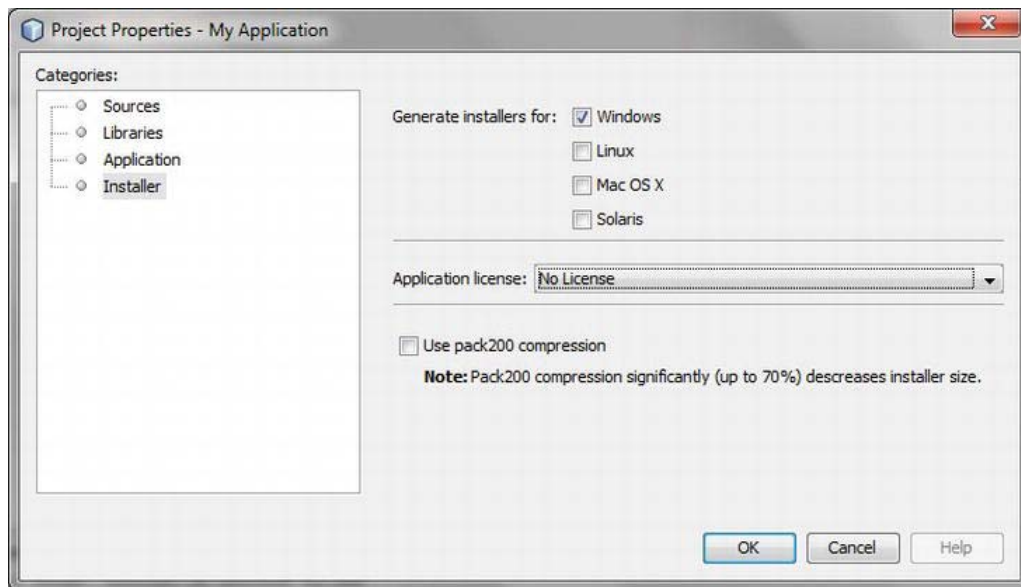 Project Properties - My Application
Categories:
Sources
Libraries
Application
Installer
Generate installers for:
Windows
Linux
Mac OS X
Solaris
Application license:
No License
Use pack200 compression
Note: Pack200 compression significantly (up to 70%) descreases installer size.
OK
Cancel
Help